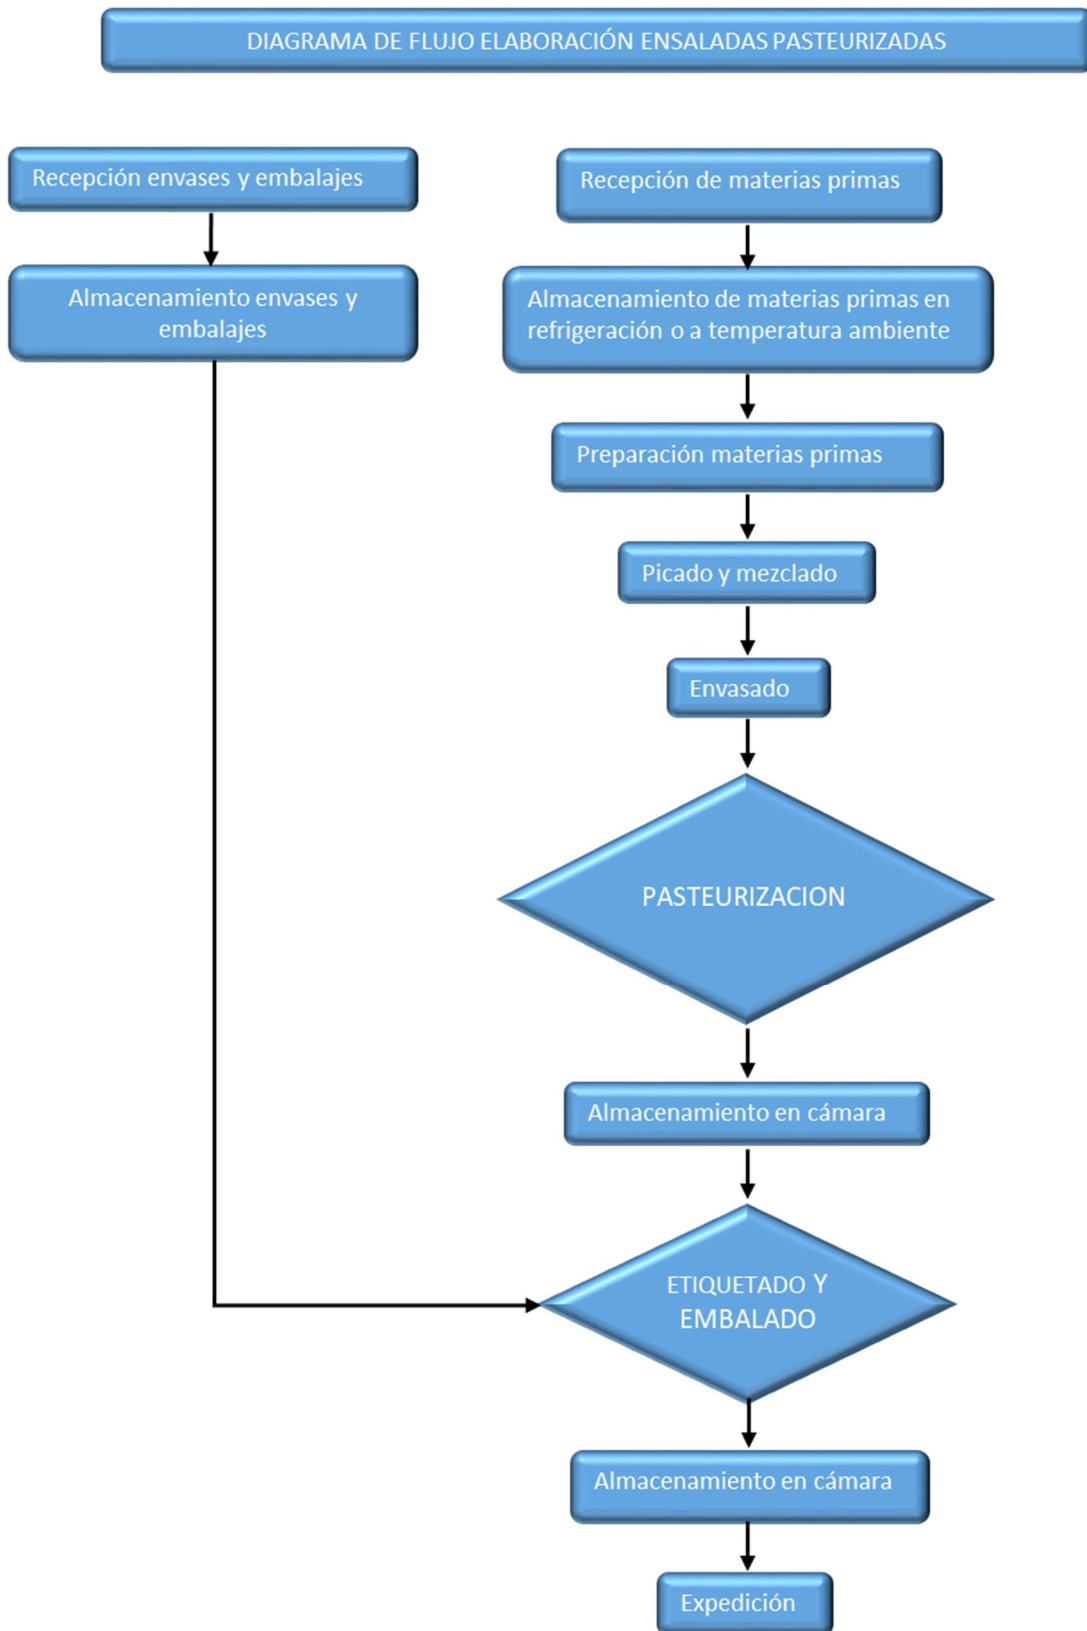 DIAGRAMA DE FLUJO ELABORACIÓN ENSALADAS PASTEURIZADAS
Recepción envases y embalajes
Almacenamiento envases y
embalajes
Recepción de materias primas
Almacenamiento de materias primas en
refrigeración o a temperatura ambiente
Preparación materias primas
Picado y mezclado
Envasado
PASTEURIZACION
Almacenamiento en cámara
ETIQUETADO Y
EMBALADO
Almacenamiento en cámara
Expedición